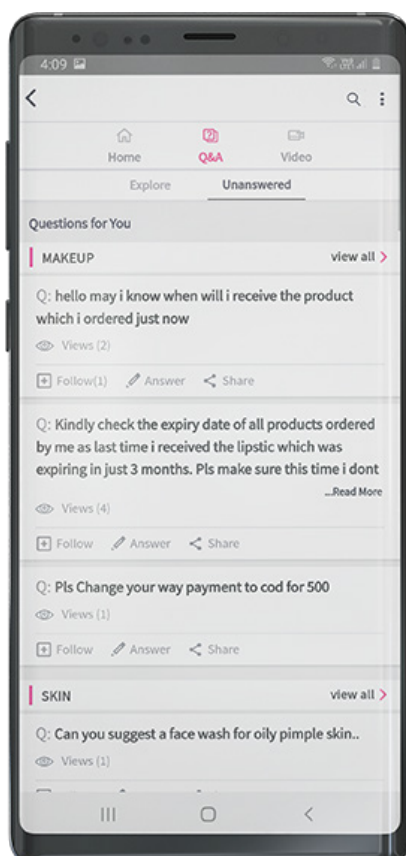 4:09
Home
Q&A
Video
Explore
Unanswered
Questions for You
MAKEUP
view all >
Q: hello may i know when will i receive the product
which i ordered just now
Views (2)
Follow(1) Answer Share
Q: Kindly check the expiry date of all products ordered
by me as last time i received the lipstic which was
expiring in just 3 months. Pls make sure this time i dont
...Read More
Views (4)
Follow Answer Share
Q: Pls Change your way payment to cod for 500
Views (1)
Follow Answer Share
SKIN
view all >
Q: Can you suggest a face wash for oily pimple skin..
Views (1)